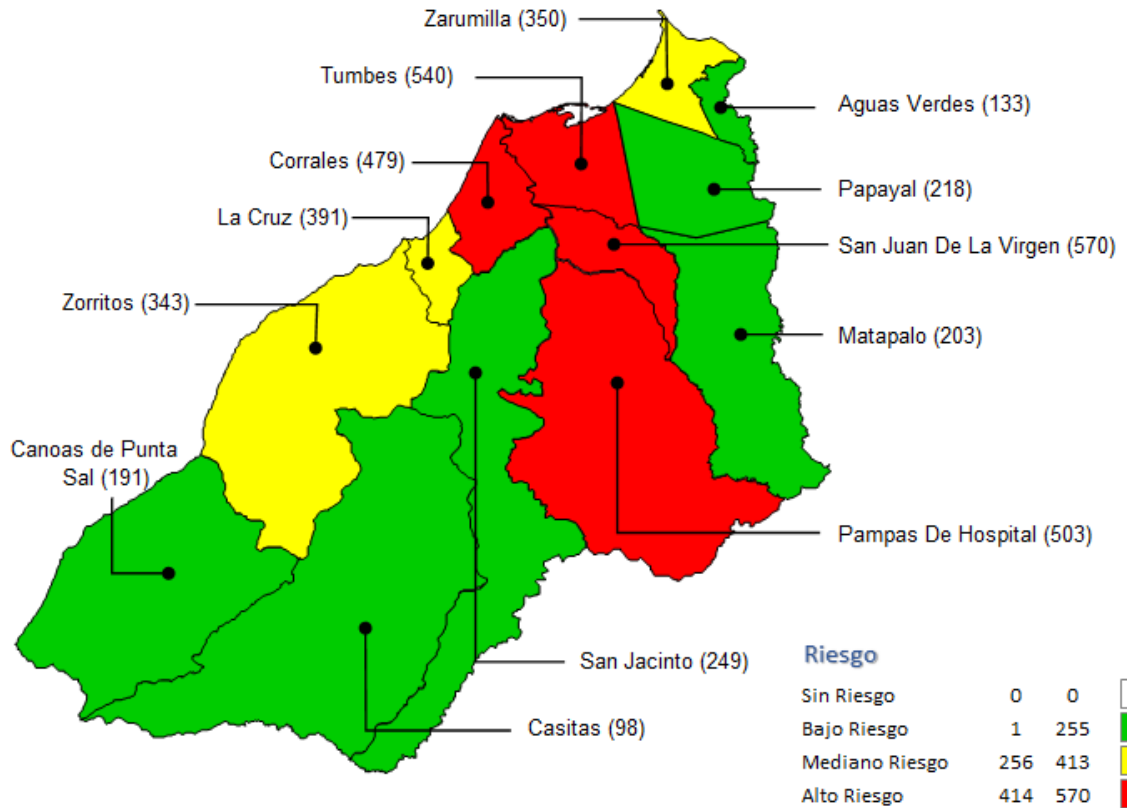 Zarumilla (350)
Tumbes (540)
Aguas Verdes (133)
Corrales (479)
Papayal (218)
La Cruz (391)
San Juan De La Virgen (570)
Zorritos (343)
Matapalo (203)
Canoas de Punta
Sal (191)
Pampas De Hospital (503)
San Jacinto (249)
Casitas (98)
Riesgo
Sin Riesgo 0 0
Bajo Riesgo 1 255
Mediano Riesgo 256 413
Alto Riesgo 414 570